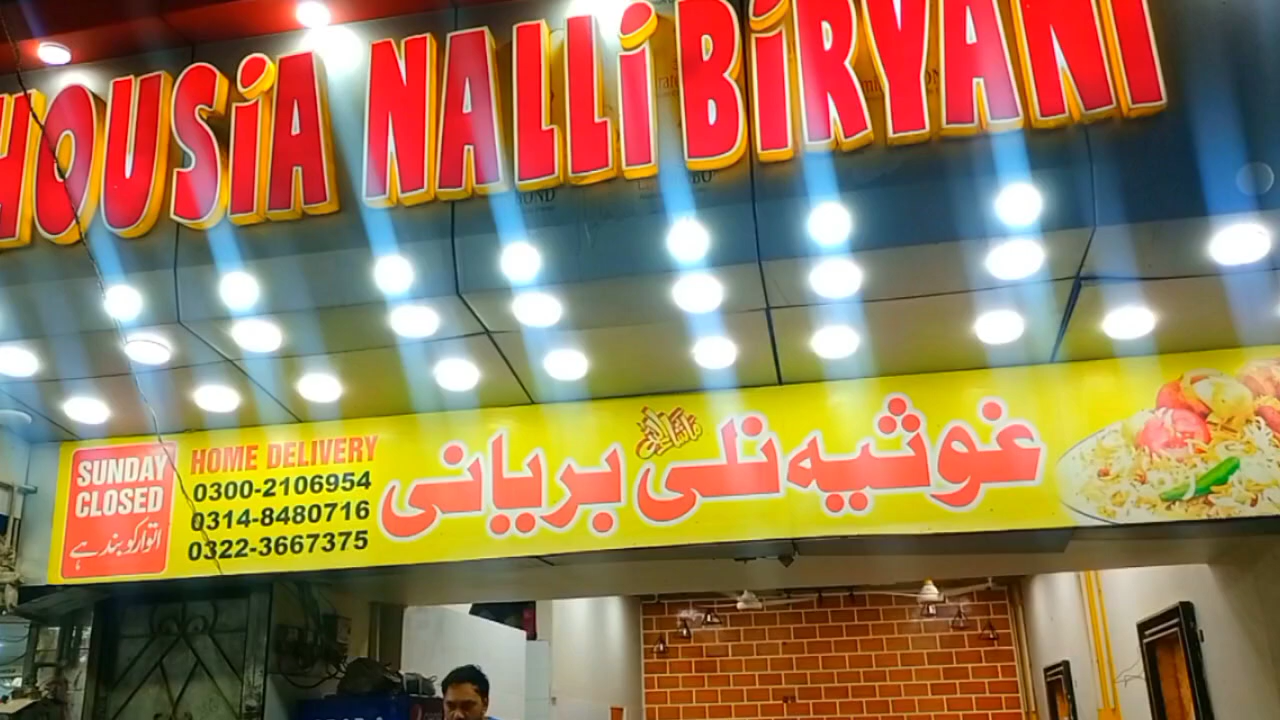 HOUSiA NALLi BiRYANI
SUNDAY
CLOSED
اتوار کو بند ہے
HOME DELIVERY
0300-2106954
0314-8480716
0322-3667375
ماشاءاللہ
غوثیہ نلی بریانی